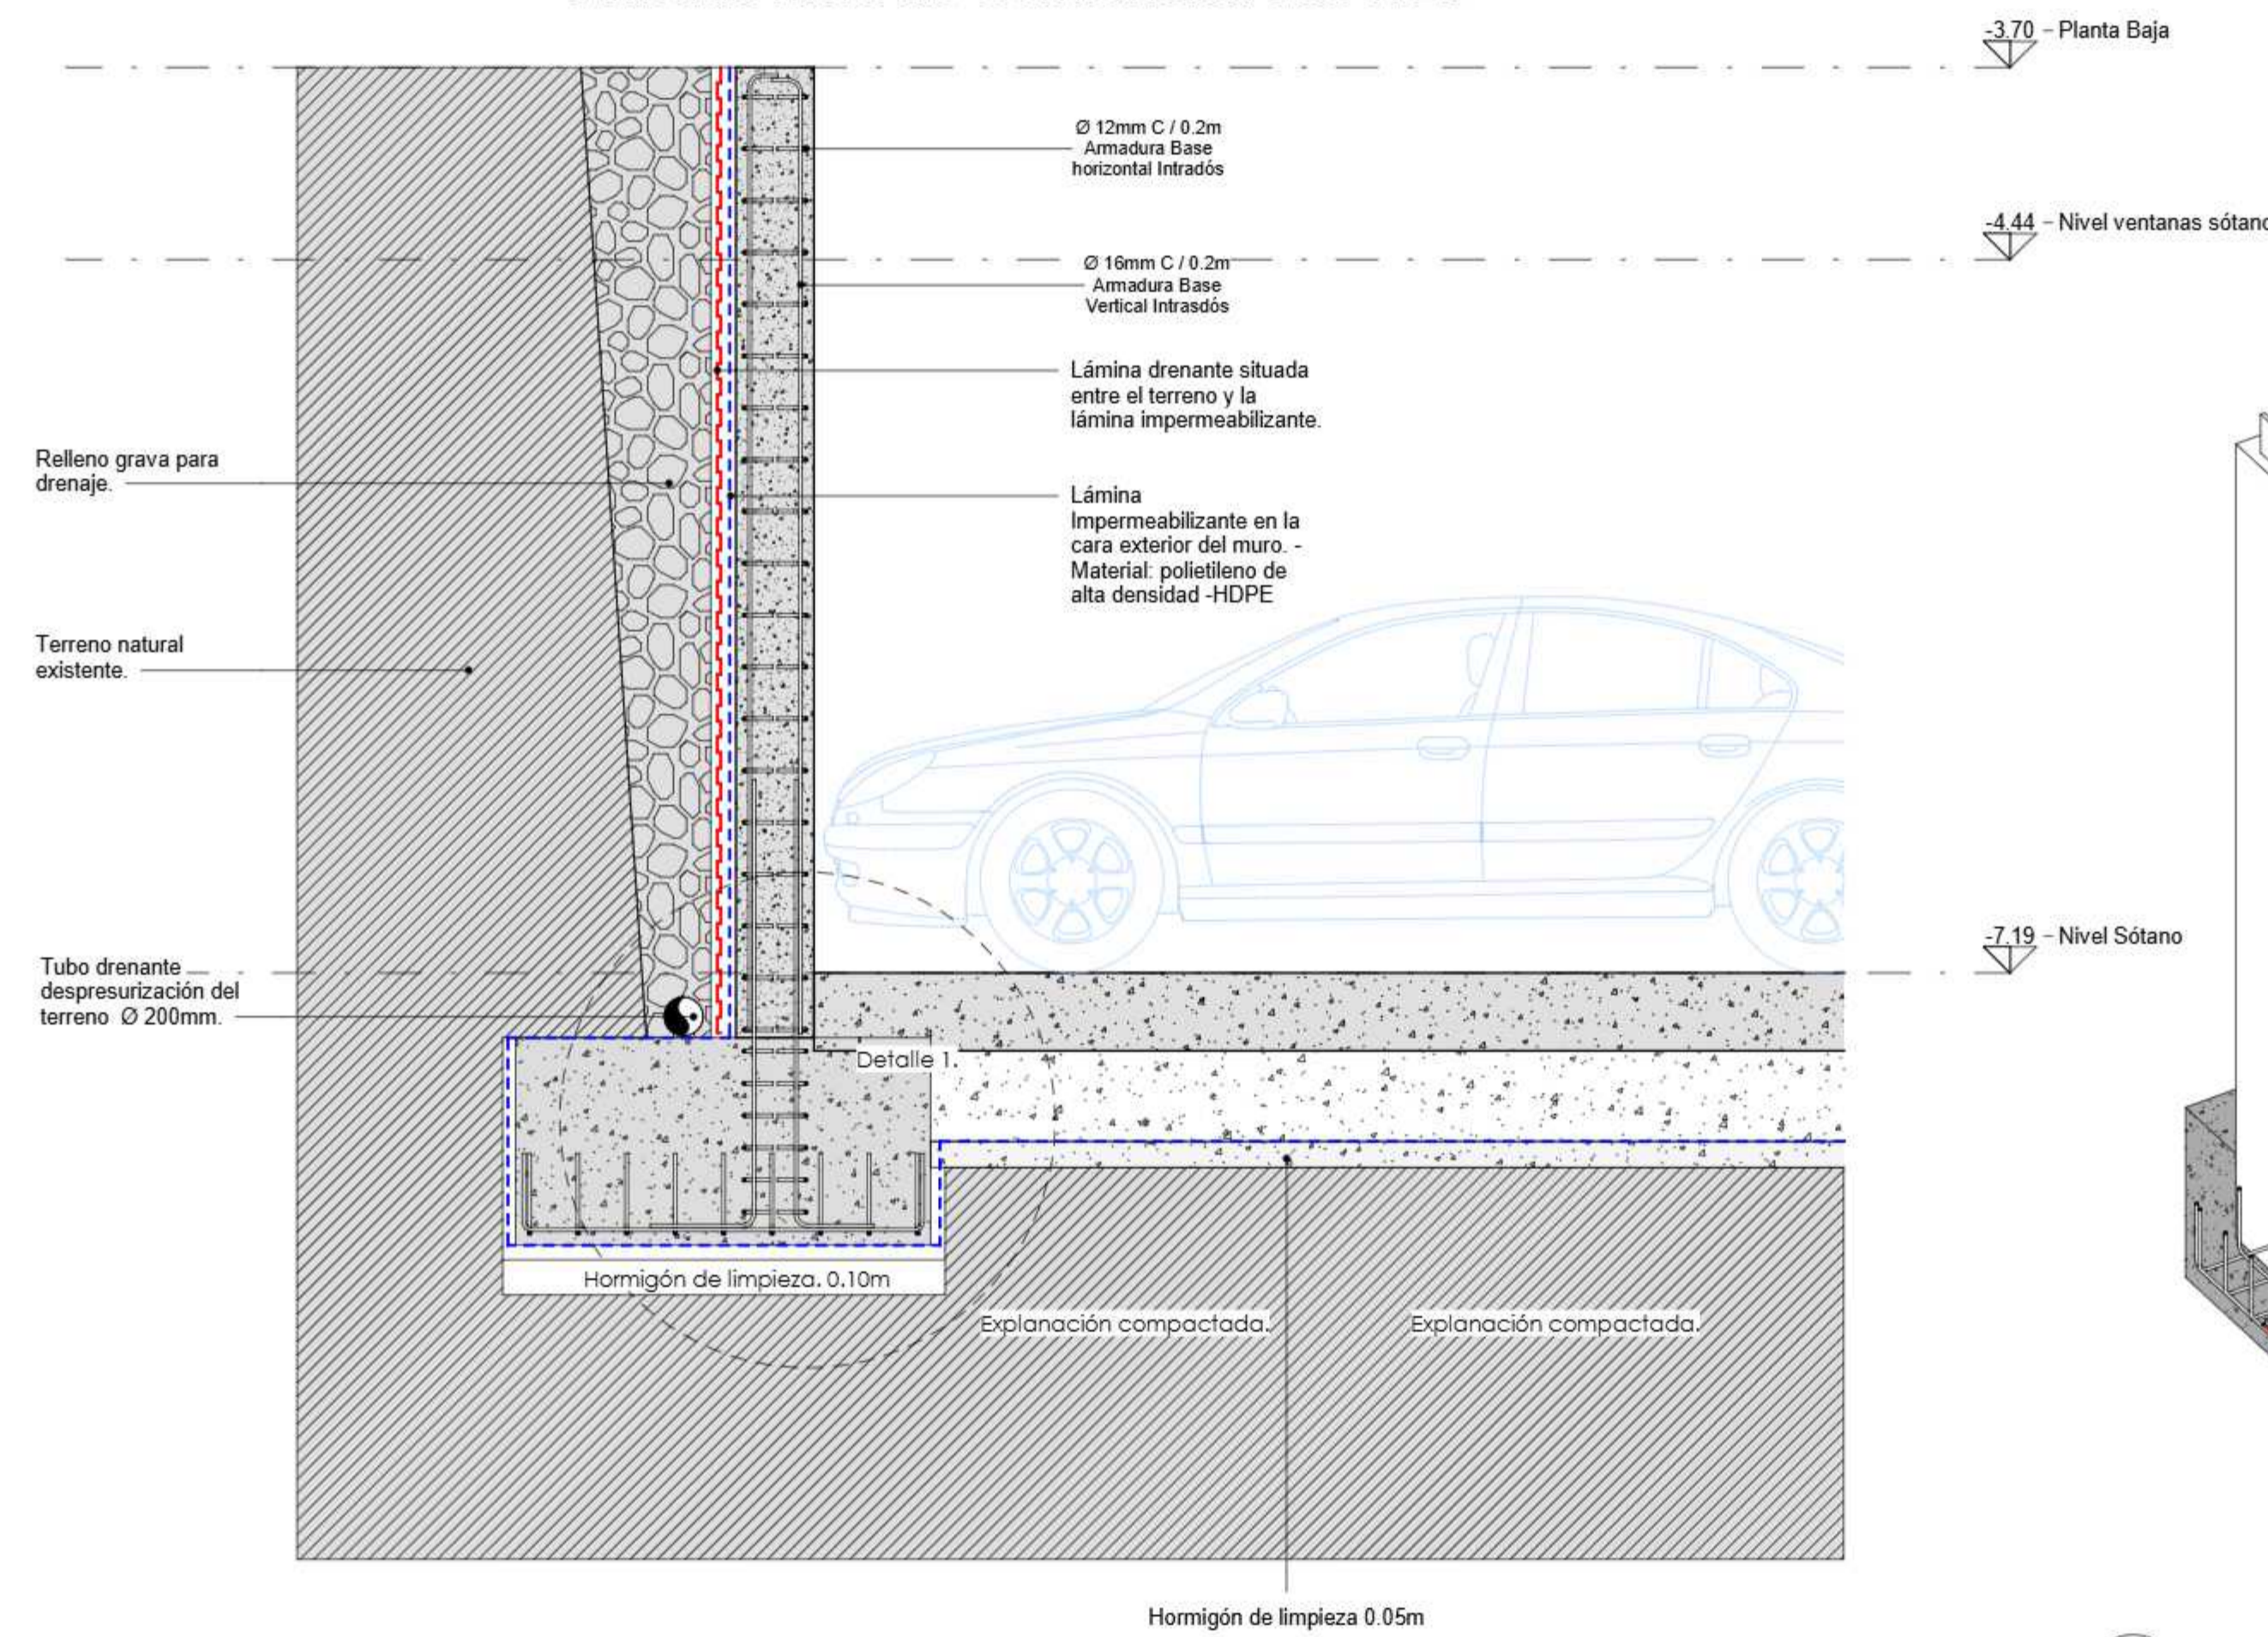 -3.70 - Planta Baja
Ø 12mm C / 0.2m
Armadura Base
horizontal Intradós
-4.44 - Nivel ventanas sótano
Ø 16mm C / 0.2m
Armadura Base
Vertical Intrasdós
Lámina drenante situada
entre el terreno y la
lámina impermeabilizante.
Relleno grava para
drenaje.
Lámina
Impermeabilizante en la
cara exterior del muro. -
Material: polietileno de
alta densidad -HDPE
Terreno natural
existente.
-7.19 - Nivel Sótano
Tubo drenante
despresurización del
terreno Ø 200mm.
Detalle 1.
Hormigón de limpieza. 0.10m
Explanación compactada.
Explanación compactada.
Hormigón de limpieza 0.05m